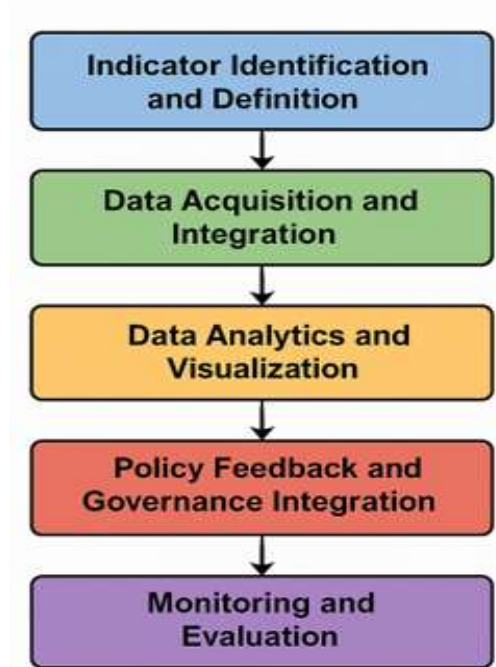 Indicator Identification
and Definition
Data Acquisition and
Integration
Data Analytics and
Visualization
Policy Feedback and
Governance Integration
Monitoring and
Evaluation